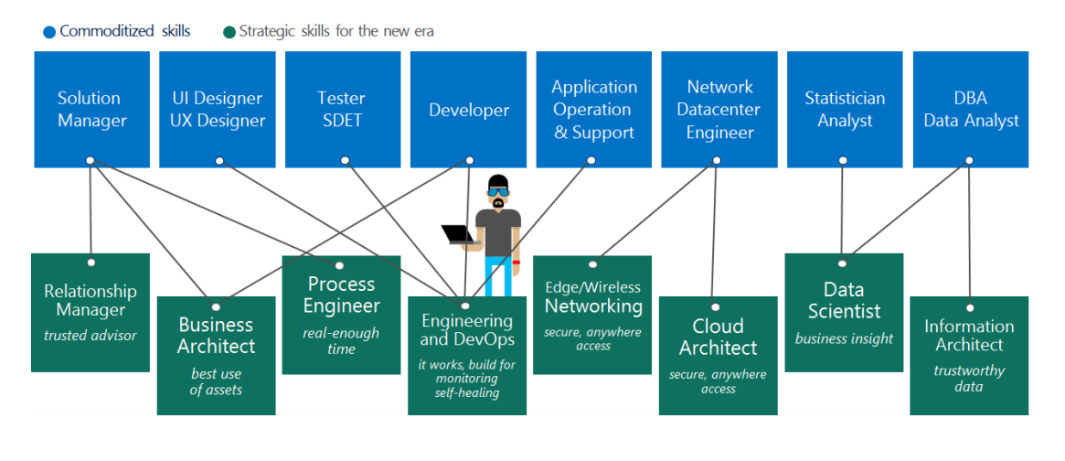 Commoditized skills
Strategic skills for the new era
Solution
Manager
UI Designer
UX Designer
Tester
SDET
Developer
Application
Operation
& Support
Network
Datacenter
Engineer
Statistician
Analyst
DBA
Data Analyst
Relationship
Manager
trusted advisor
Business
Architect
best use
of assets
Process
Engineer
real-enough
time
Engineering
and DevOps
it works, build for
monitoring
self-healing
Edge/Wireless
Networking
secure, anywhere
access
Cloud
Architect
secure, anywhere
access
Data
Scientist
business insight
Information
Architect
trustworthy
data